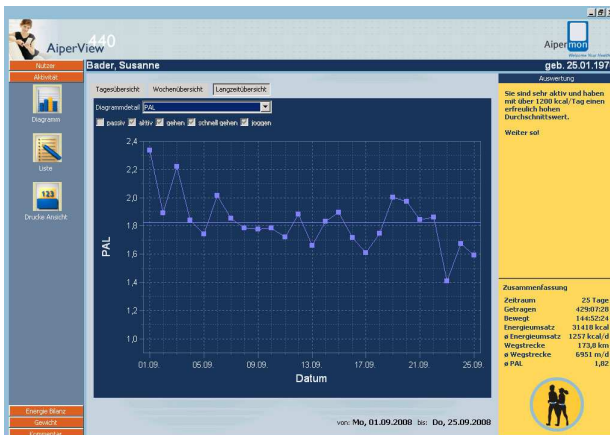 AiperView 440
Aipermon
Nutzer
Bader, Susanne
geb. 25.01.197
Aktivität
Diagramm
Liste
Drucke Ansicht
Tagesübersicht Wochenübersicht Langzeitübersicht
Diagrammdetail PAL
passiv aktiv gehen schnell gehen joggen
2,4
2,2
2,0
1,8
1,6
1,4
1,2
1,0
PAL
01.09. 05.09. 09.09. 13.09. 17.09. 21.09. 25.09.
Datum
von: Mo, 01.09.2008 bis: Do, 25.09.2008
Auswertung
Sie sind sehr aktiv und haben
mit über 1200 kcal/Tag einen
erfreulich hohen
Durchschnittswert.
Weiter so!
Zusammenfassung
Zeitraum 25 Tage
Getragen 429:07:28
Bewegt 144:52:24
Energieumsatz 31418 kcal
ø Energieumsatz 1257 kcal/d
Wegstrecke 173,8 km
ø Wegstrecke 6951 m/d
ø PAL 1,82
Energie Bilanz
Gewicht
Kommentar